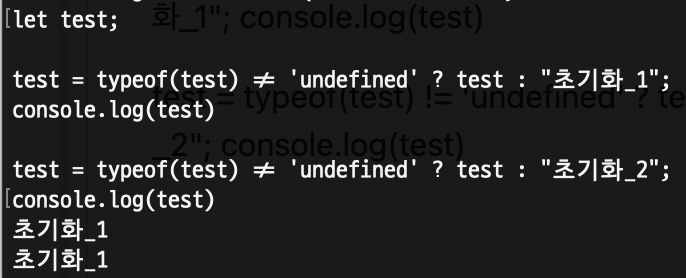 화_1"; console.log(test)
let test;
test = typeof(test) != 'undefined' ? test : "초기화_1";
test = typeof(test) != 'undefined' ? te
console.log(test)
_2"; console.log(test)
test = typeof(test) != 'undefined' ? test : "초기화_2";
console.log(test)
초기화_1
초기화_1